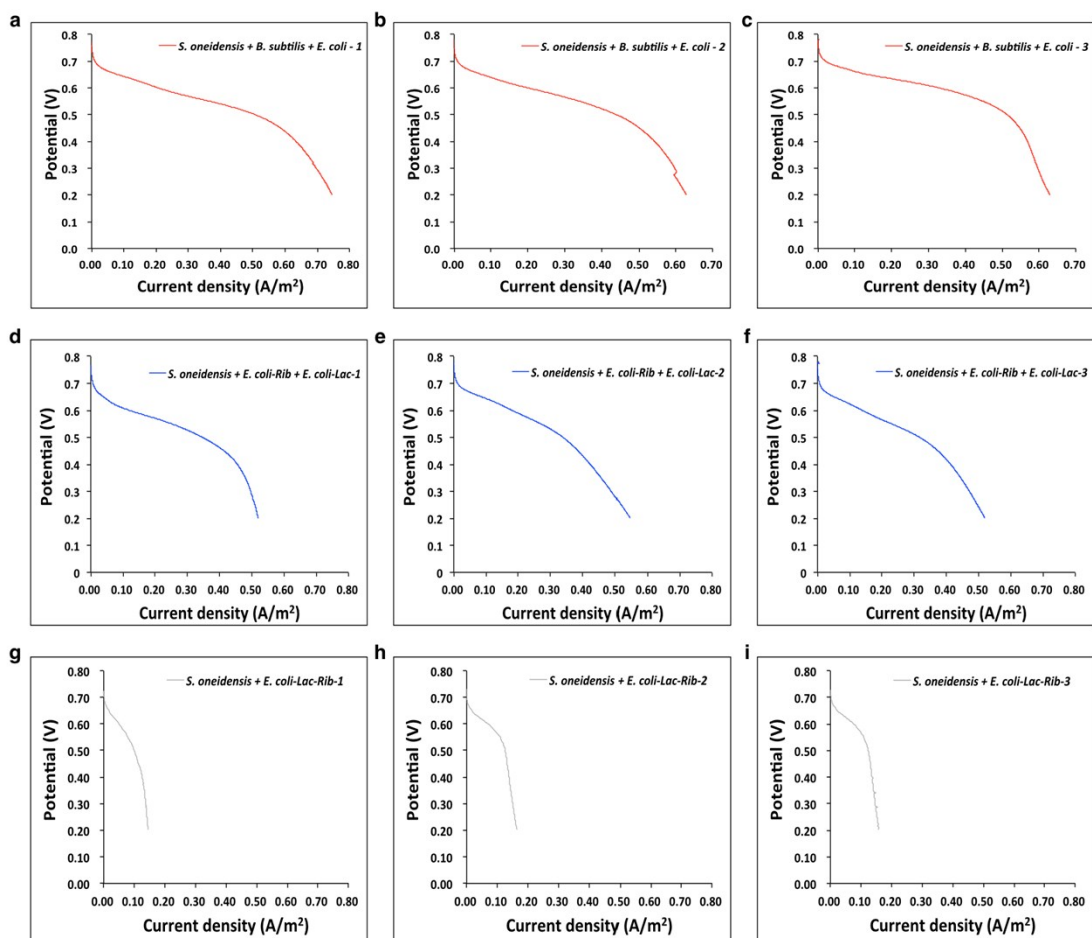 a
S. oneidensis + B. subtilis + E. coli - 1
Potential (V)
0.8
0.7
0.6
0.5
0.4
0.3
0.2
0.1
0.0
0.00 0.10 0.20 0.30 0.40 0.50 0.60 0.70 0.80
Current density (A/m²)
b
S. oneidensis + B. subtilis + E. coli - 2
Potential (V)
0.8
0.7
0.6
0.5
0.4
0.3
0.2
0.1
0.0
0.00 0.10 0.20 0.30 0.40 0.50 0.60 0.70
Current density (A/m²)
c
S. oneidensis + B. subtilis + E. coli - 3
Potential (V)
0.8
0.7
0.6
0.5
0.4
0.3
0.2
0.1
0.0
0.00 0.10 0.20 0.30 0.40 0.50 0.60 0.70
Current density (A/m²)
d
S. oneidensis + E. coli-Rib + E. coli-Lac-1
Potential (V)
0.8
0.7
0.6
0.5
0.4
0.3
0.2
0.1
0
0.00 0.10 0.20 0.30 0.40 0.50 0.60 0.70 0.80
Current density (A/m²)
e
S. oneidensis + E. coli-Rib + E. coli-Lac-2
Potential (V)
0.8
0.7
0.6
0.5
0.4
0.3
0.2
0.1
0
0.00 0.10 0.20 0.30 0.40 0.50 0.60 0.70 0.80
Current density (A/m²)
f
S. oneidensis + E. coli-Rib + E. coli-Lac-3
Potential (V)
0.8
0.7
0.6
0.5
0.4
0.3
0.2
0.1
0
0.00 0.10 0.20 0.30 0.40 0.50 0.60 0.70 0.80
Current density (A/m²)
g
S. oneidensis + E. coli-Lac-Rib-1
Potential (V)
0.80
0.70
0.60
0.50
0.40
0.30
0.20
0.10
0.00
0.00 0.10 0.20 0.30 0.40 0.50 0.60 0.70 0.80
Current density (A/m²)
h
S. oneidensis + E. coli-Lac-Rib-2
Potential (V)
0.80
0.70
0.60
0.50
0.40
0.30
0.20
0.10
0.00
0.00 0.10 0.20 0.30 0.40 0.50 0.60 0.70 0.80
Current density (A/m²)
i
S. oneidensis + E. coli-Lac-Rib-3
Potential (V)
0.80
0.70
0.60
0.50
0.40
0.30
0.20
0.10
0.00
0.00 0.10 0.20 0.30 0.40 0.50 0.60 0.70 0.80
Current density (A/m²)